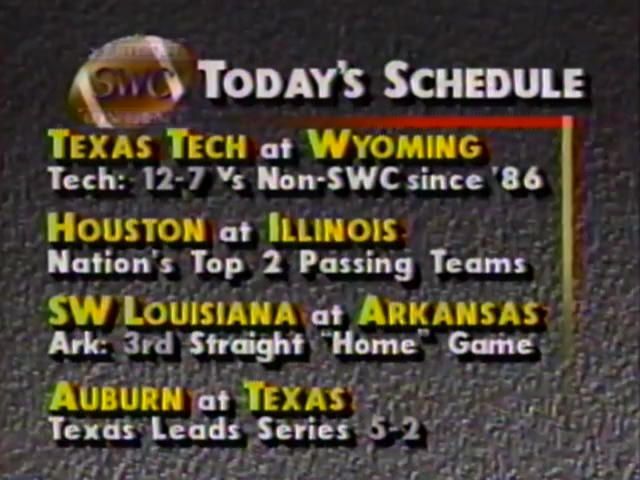 SWC TODAY'S SCHEDULE
TEXAS TECH at WYOMING
Tech: 12-7 Vs Non-SWC since '86
HOUSTON at ILLINOIS
Nation's Top 2 Passing Teams
SW LOUISIANA at ARKANSAS
Ark: 3rd Straight "Home" Game
AUBURN at TEXAS
Texas Leads Series 5-2